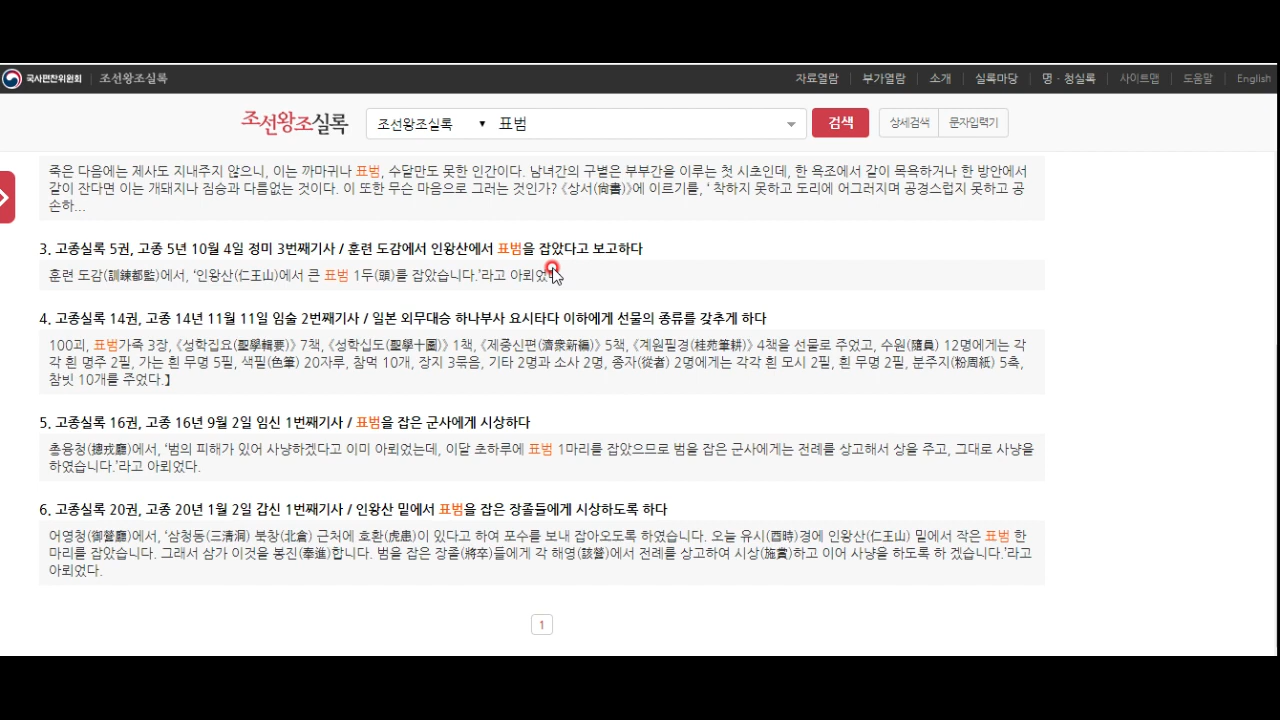 국사편찬위원회 조선왕조실록 자료열람 부가열람 소개 실록마당 명·청실록 사이트맵 도움말 English
조선왕조실록 조선왕조실록 ▼ 표범 검색 상세검색 문자입력기
죽은 다음에는 제사도 지내주지 않으니, 이는 까마귀나 표범, 수달만도 못한 인간이다. 남녀간의 구별은 부부간을 이루는 첫 시초인데, 한 욕조에서 같이 목욕하거나 한 방안에서
같이 잔다면 이는 개돼지나 짐승과 다름없는 것이다. 이 또한 무슨 마음으로 그러는 것인가? 《상서(尙書)》에 이르기를, ‘ 착하지 못하고 도리에 어그러지며 공경스럽지 못하고 공
손하...
3. 고종실록 5권, 고종 5년 10월 4일 정미 3번째기사 / 훈련 도감에서 인왕산에서 표범을 잡았다고 보고하다
훈련 도감(訓鍊都監)에서, ‘인왕산(仁王山)에서 큰 표범 1두(頭)를 잡았습니다.’라고 아뢰었
4. 고종실록 14권, 고종 14년 11월 11일 임술 2번째기사 / 일본 외무대승 하나부사 요시타다 이하에게 선물의 종류를 갖추게 하다
100괴, 표범가죽 3장, 《성학집요(聖學輯要)》 7책, 《성학십도(聖學十圖)》 1책, 《제중신편(濟衆新編)》 5책, 《계원필경(桂苑筆耕)》 4책을 선물로 주었고, 수원(隨員) 12명에게는 각
각 흰 명주 2필, 가는 흰 무명 5필, 색필(色筆) 20자루, 참먹 10개, 장지 3묶음, 기타 2명과 소사 2명, 종자(從者) 2명에게는 각각 흰 모시 2필, 흰 무명 2필, 분주지(粉周紙) 5축,
참빗 10개를 주었다.】
5. 고종실록 16권, 고종 16년 9월 2일 임신 1번째기사 / 표범을 잡은 군사에게 시상하다
총융청(摠戎廳)에서, ‘범의 피해가 있어 사냥하겠다고 이미 아뢰었는데, 이달 초하루에 표범 1마리를 잡았으므로 범을 잡은 군사에게는 전례를 상고해서 상을 주고, 그대로 사냥을
하였습니다.’라고 아뢰었다.
6. 고종실록 20권, 고종 20년 1월 2일 갑신 1번째기사 / 인왕산 밑에서 표범을 잡은 장졸들에게 시상하도록 하다
어영청(御營廳)에서, ‘삼청동(三淸洞) 북창(北倉) 근처에 호환(虎患)이 있다고 하여 포수를 보내 잡아오도록 하였습니다. 오늘 유시(酉時)경에 인왕산(仁王山) 밑에서 작은 표범 한
마리를 잡았습니다. 그래서 삼가 이것을 봉진(奉進)합니다. 범을 잡은 장졸(將卒)들에게 각 해영(該營)에서 전례를 상고하여 시상(施賞)하고 이어 사냥을 하도록 하 겠습니다.’라고
아뢰었다.
1